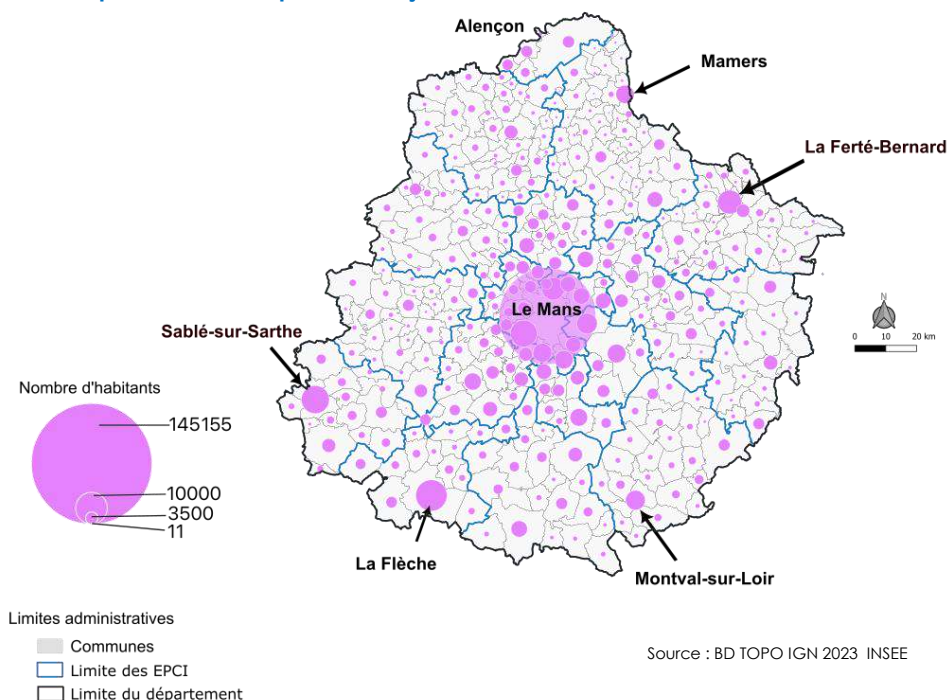 Alençon
Mamers
La Ferté-Bernard
Le Mans
N
0 10 20 km
Sablé-sur-Sarthe
Nombre d'habitants
145155
10000
3500
11
La Flèche
Montval-sur-Loir
Limites administratives
Communes
Limite des EPCI
Limite du département
Source : BD TOPO IGN 2023 INSEE